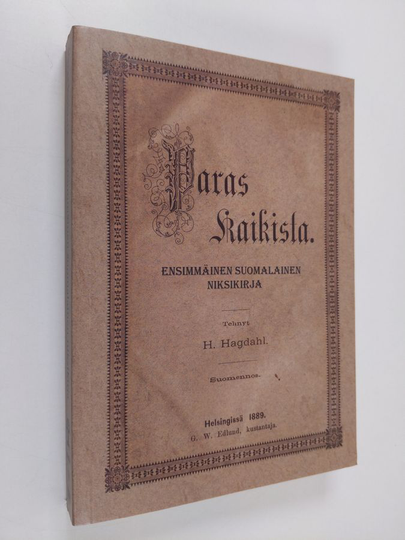 Paras
Kaikista.
ENSIMMÄINEN SUOMALAINEN
NIKSIKIRJA
Tehnyt
H. Hagdahl.
Suomennos.
Helsingissä 1889.
G. W. Edlund, kustantaja